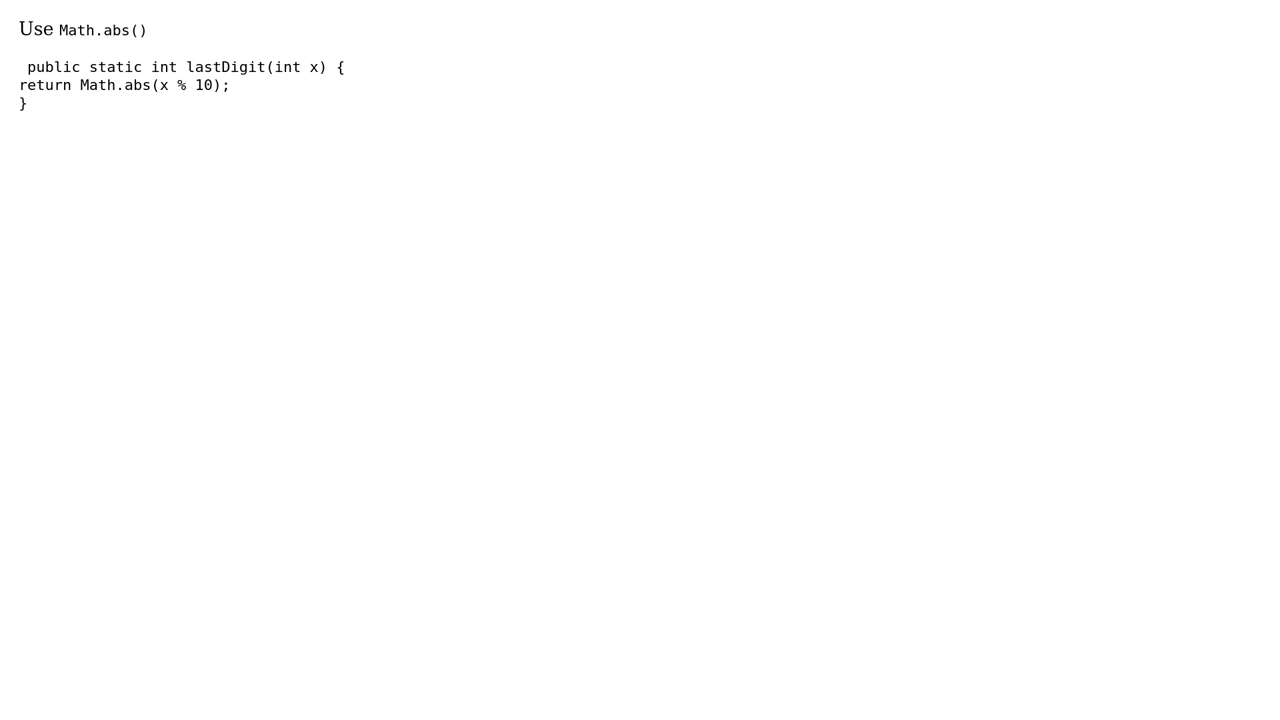 Use Math.abs()
 public static int lastDigit(int x) {
return Math.abs(x % 10);
}